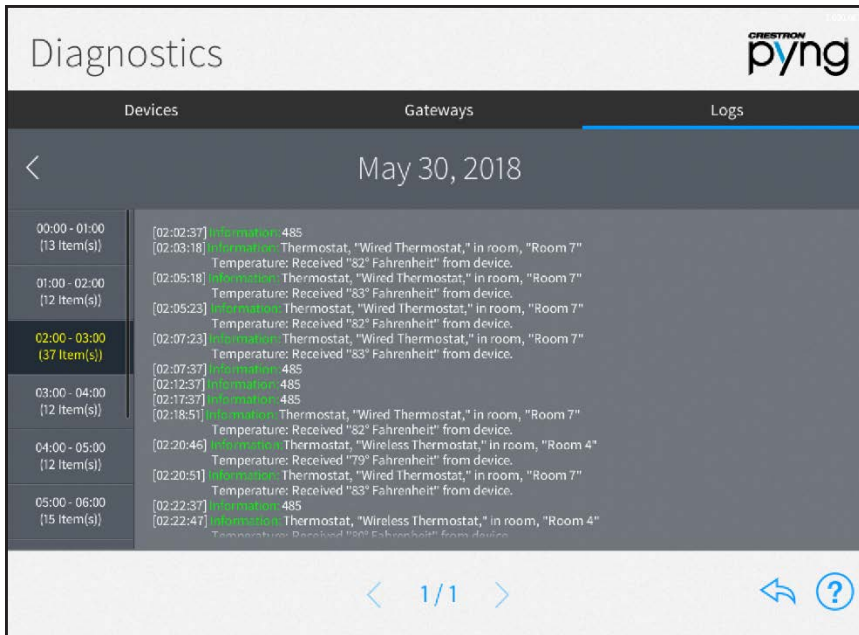 Diagnostics
CRESTRON
pyng
Devices
Gateways
Logs
May 30, 2018
00:00 - 01:00
(13 Item(s))
01:00 - 02:00
(12 Item(s))
02:00 - 03:00
(37 Item(s))
03:00 - 04:00
(12 Item(s))
04:00 - 05:00
(12 Item(s))
05:00 - 06:00
(15 Item(s))
[02:02:37] Information: 485
[02:03:18] Information: Thermostat, "Wired Thermostat," in room, "Room 7"
Temperature: Received "82° Fahrenheit" from device.
[02:05:18] Information: Thermostat, "Wired Thermostat," in room, "Room 7"
Temperature: Received "83° Fahrenheit" from device.
[02:05:23] Information: Thermostat, "Wired Thermostat," in room, "Room 7"
Temperature: Received "82° Fahrenheit" from device.
[02:07:23] Information: Thermostat, "Wired Thermostat," in room, "Room 7"
Temperature: Received "83° Fahrenheit" from device.
[02:07:37] Information: 485
[02:12:37] Information: 485
[02:17:37] Information: 485
[02:18:51] Information: Thermostat, "Wired Thermostat," in room, "Room 7"
Temperature: Received "82° Fahrenheit" from device.
[02:20:46] Information: Thermostat, "Wireless Thermostat," in room, "Room 4"
Temperature: Received "79° Fahrenheit" from device.
[02:20:51] Information: Thermostat, "Wired Thermostat," in room, "Room 7"
Temperature: Received "83° Fahrenheit" from device.
[02:22:37] Information: 485
[02:22:47] Information: Thermostat, "Wireless Thermostat," in room, "Room 4"
Temperature: Received "80° Fahrenheit" from device.
1 / 1
?